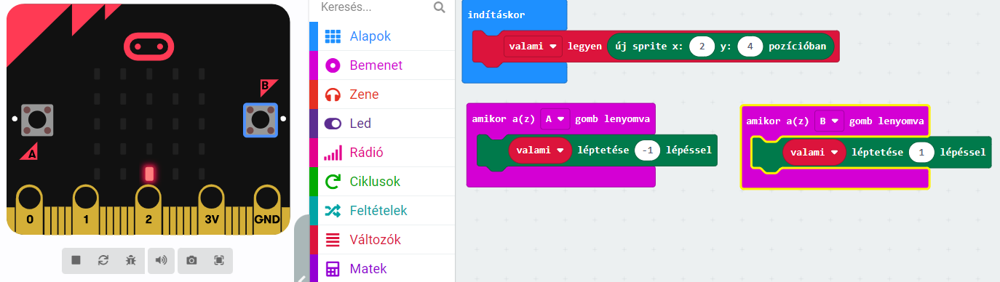 B
A
0 1 2 3V GND
Keresés...
Alapok
Bemenet
Zene
Led
Rádió
Ciklusok
Feltételek
Változók
Matek
indításkor
valami legyen új sprite x: 2 y: 4 pozícióban
amikor a(z) A gomb lenyomva
valami léptetése -1 lépéssel
amikor a(z) B gomb lenyomva
valami léptetése 1 lépéssel